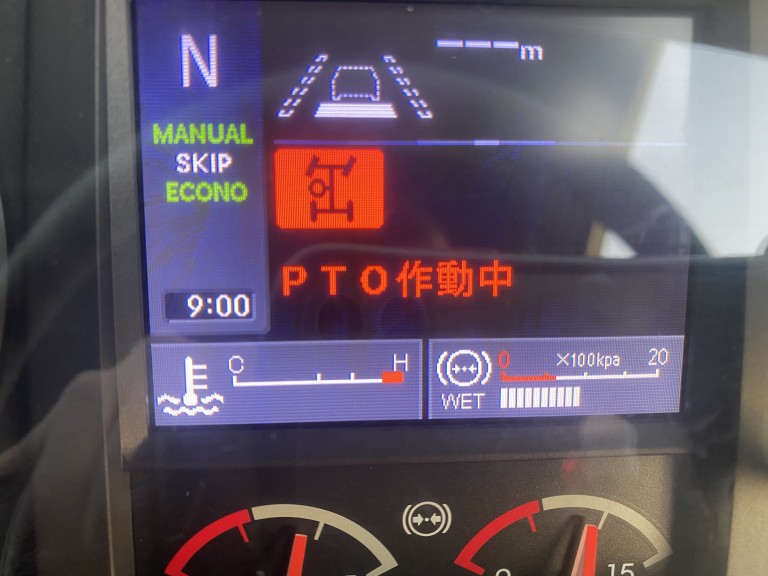 N
━━━m
MANUAL
SKIP
ECONO
PTO作動中
9:00
C H
0 ×100kpa 20
WET
15